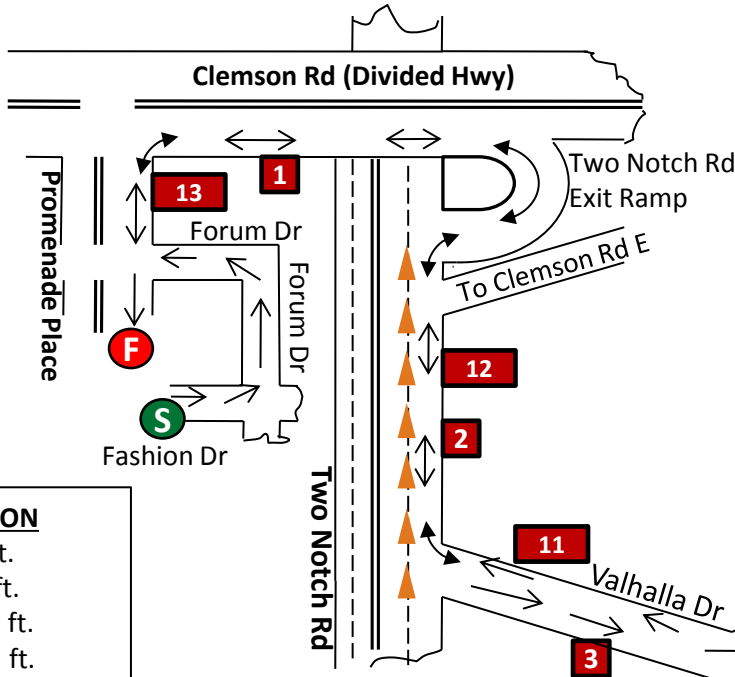 Clemson Rd (Divided Hwy)
1
Two Notch Rd
Exit Ramp
13
Promenade Place
Forum Dr
To Clemson Rd E
Forum Dr
F
12
S
2
Fashion Dr
Two Notch Rd
ON
ft.
ft.
ft.
ft.
11
Valhalla Dr
3